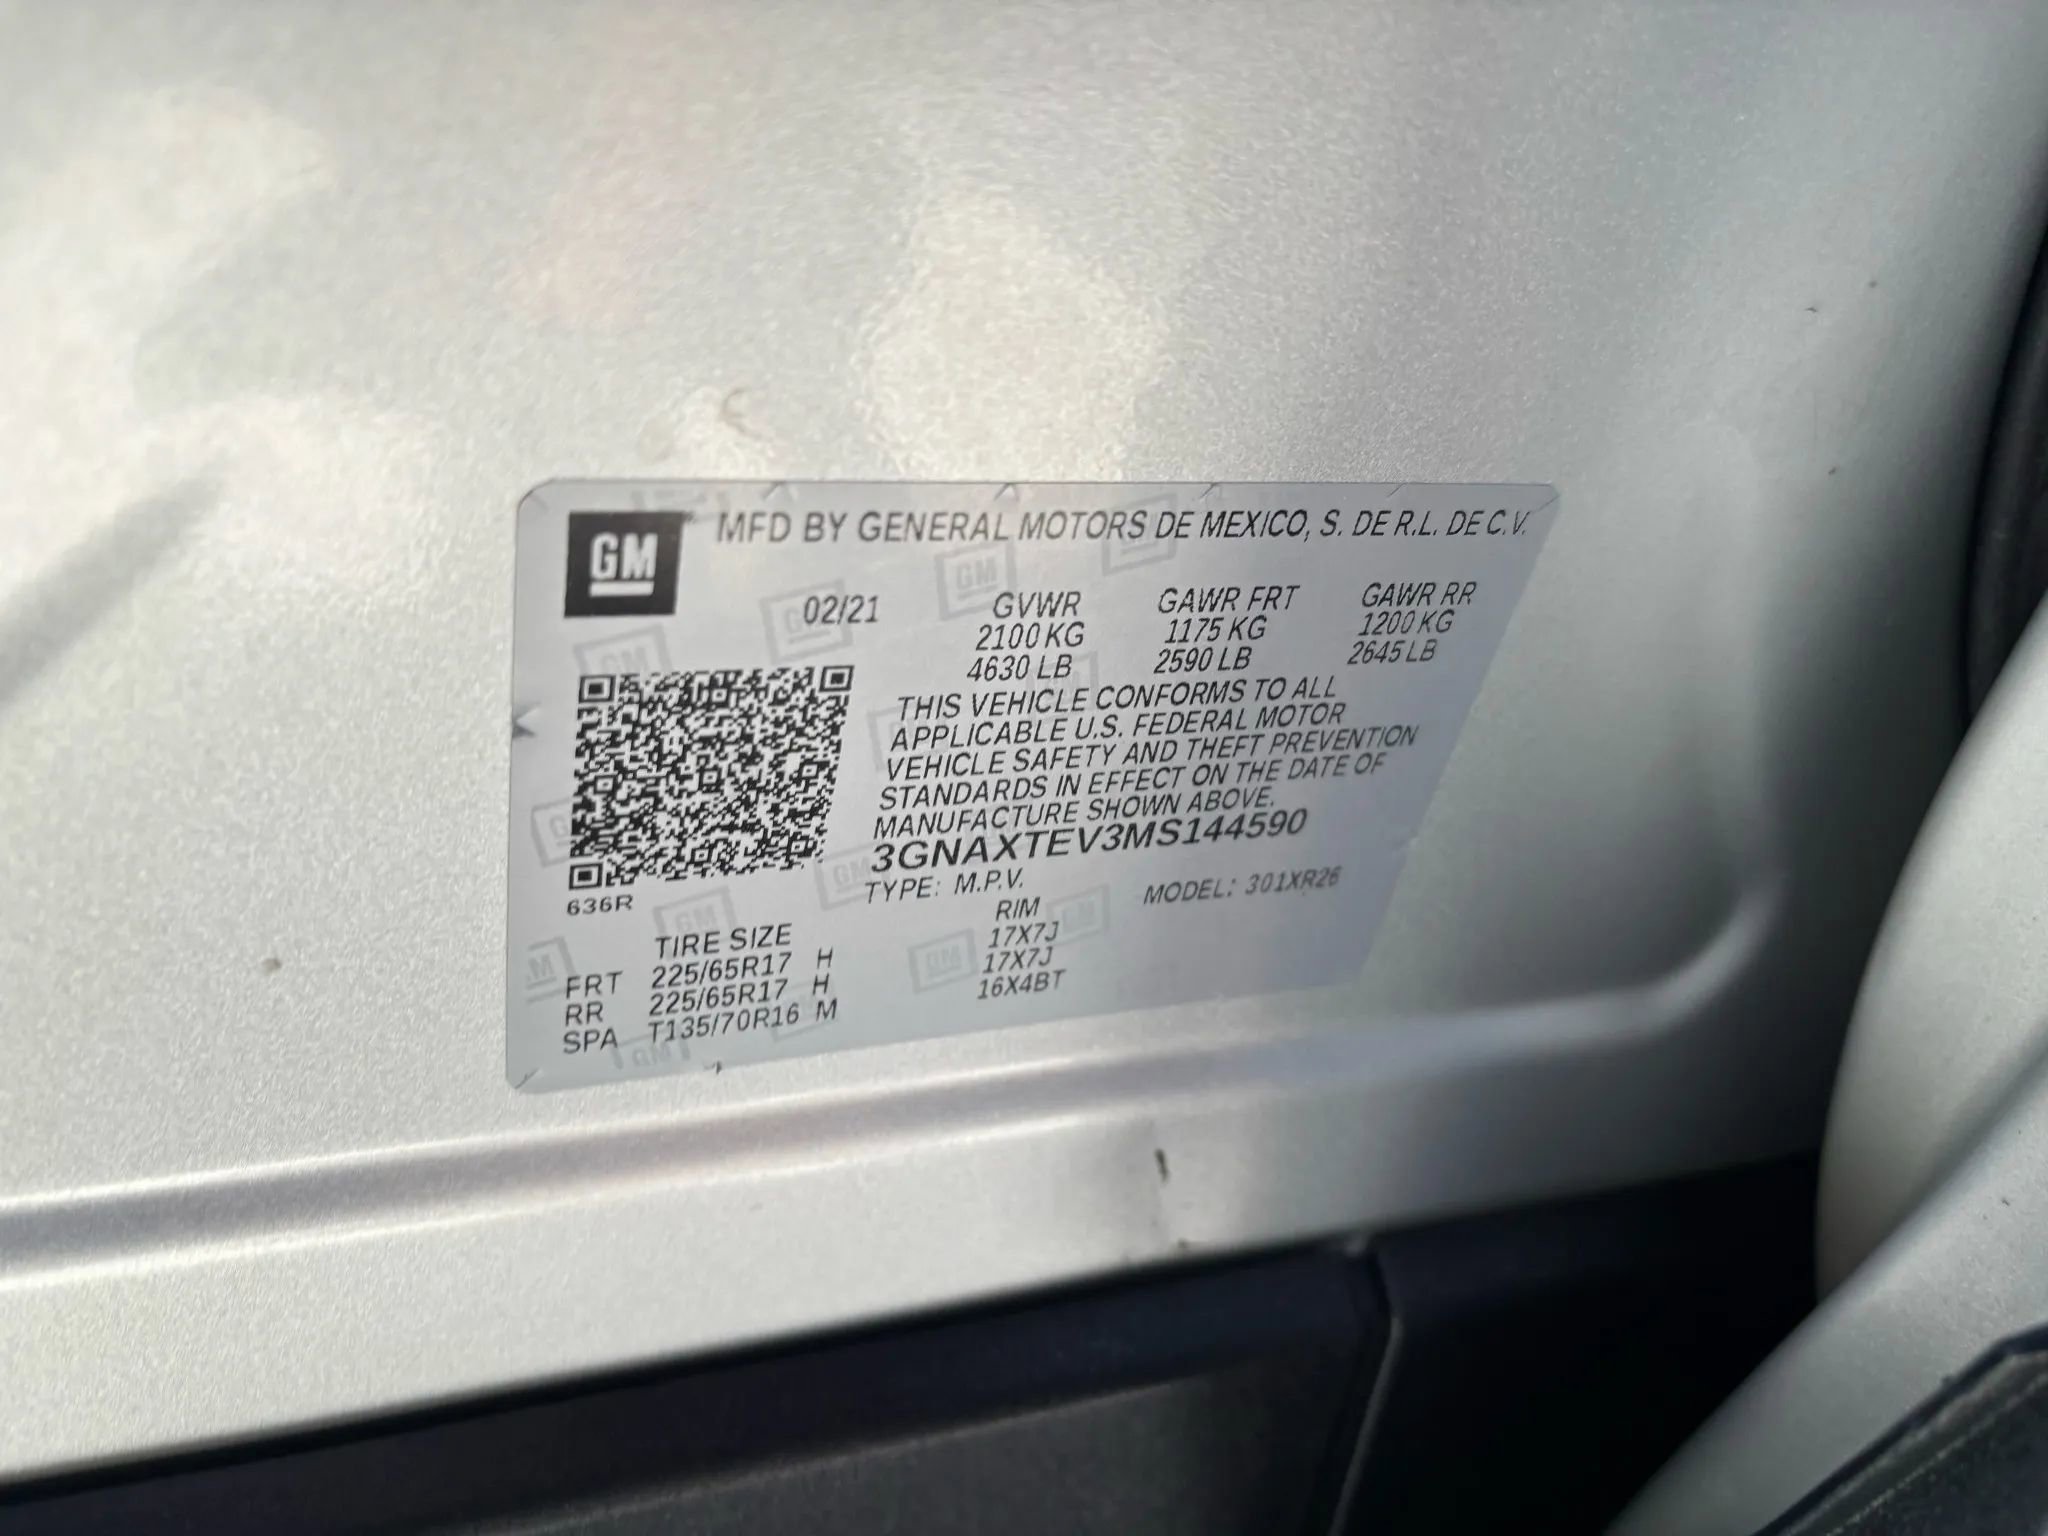 GM
MFD BY GENERAL MOTORS DE MEXICO, S. DE R.L. DE C.V.
02/21
GVWR GAWR FRT GAWR RR
2100 KG 1175 KG 1200 KG
4630 LB 2590 LB 2645 LB
THIS VEHICLE CONFORMS TO ALL
APPLICABLE U.S. FEDERAL MOTOR
VEHICLE SAFETY AND THEFT PREVENTION
STANDARDS IN EFFECT ON THE DATE OF
MANUFACTURE SHOWN ABOVE.
3GNAXTEV3MS144590
TYPE: M.P.V. MODEL: 301XR26
636R
TIRE SIZE RIM
FRT 225/65R17 H 17X7J
RR 225/65R17 H 17X7J
SPA T135/70R16 M 16X4BT